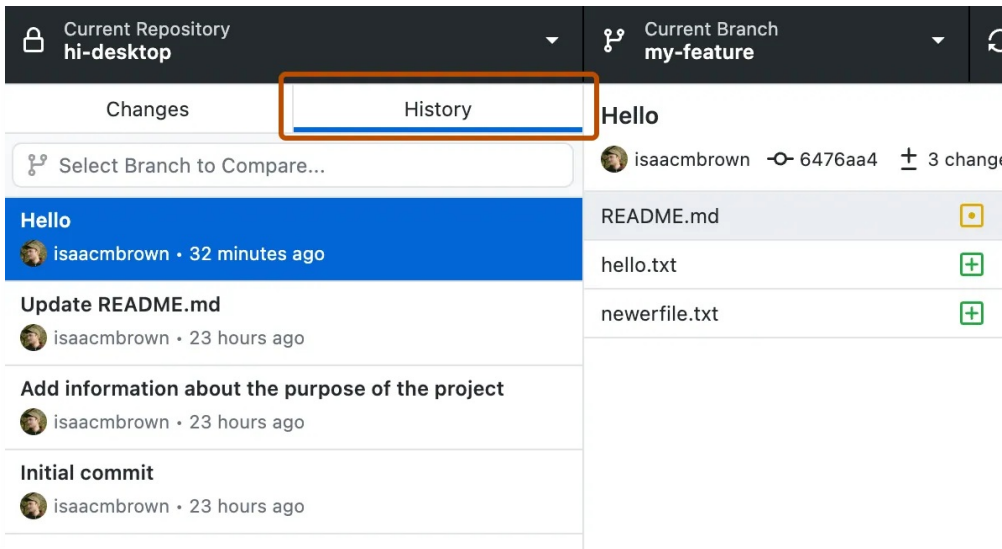 Current Repository
hi-desktop
Current Branch
my-feature
Changes
History
Select Branch to Compare...
Hello
isaacmbrown • 32 minutes ago
Update README.md
isaacmbrown • 23 hours ago
Add information about the purpose of the project
isaacmbrown • 23 hours ago
Initial commit
isaacmbrown • 23 hours ago
Hello
isaacmbrown 6476aa4 ± 3 change
README.md
hello.txt
newerfile.txt